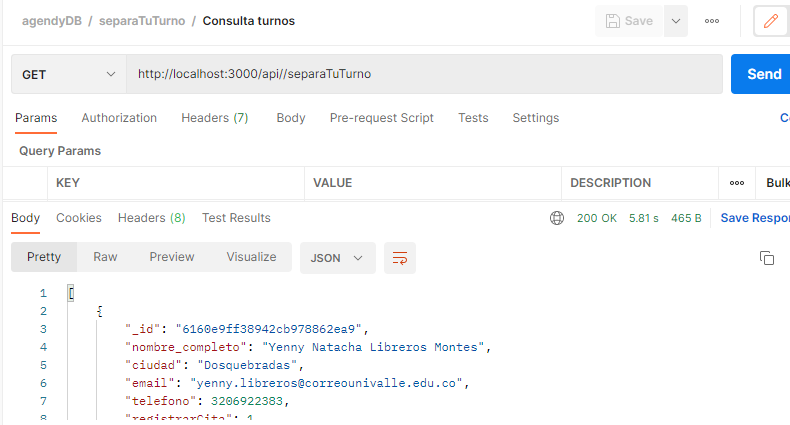 agendyDB / separaTuTurno / Consulta turnos Save ooo
GET http://localhost:3000/api//separaTuTurno Send
Params Authorization Headers (7) Body Pre-request Script Tests Settings
Query Params
KEY VALUE DESCRIPTION ooo Bulk
Body Cookies Headers (8) Test Results 200 OK 5.81 s 465 B Save Respor
Pretty Raw Preview Visualize JSON
1 [
2 {
3 "_id": "6160e9ff38942cb978862ea9",
4 "nombre_completo": "Yenny Natacha Libreros Montes",
5 "ciudad": "Dosquebradas",
6 "email": "yenny.libreros@correounivalle.edu.co",
7 "telefono": 3206922383,
8 "registrarCita": 1